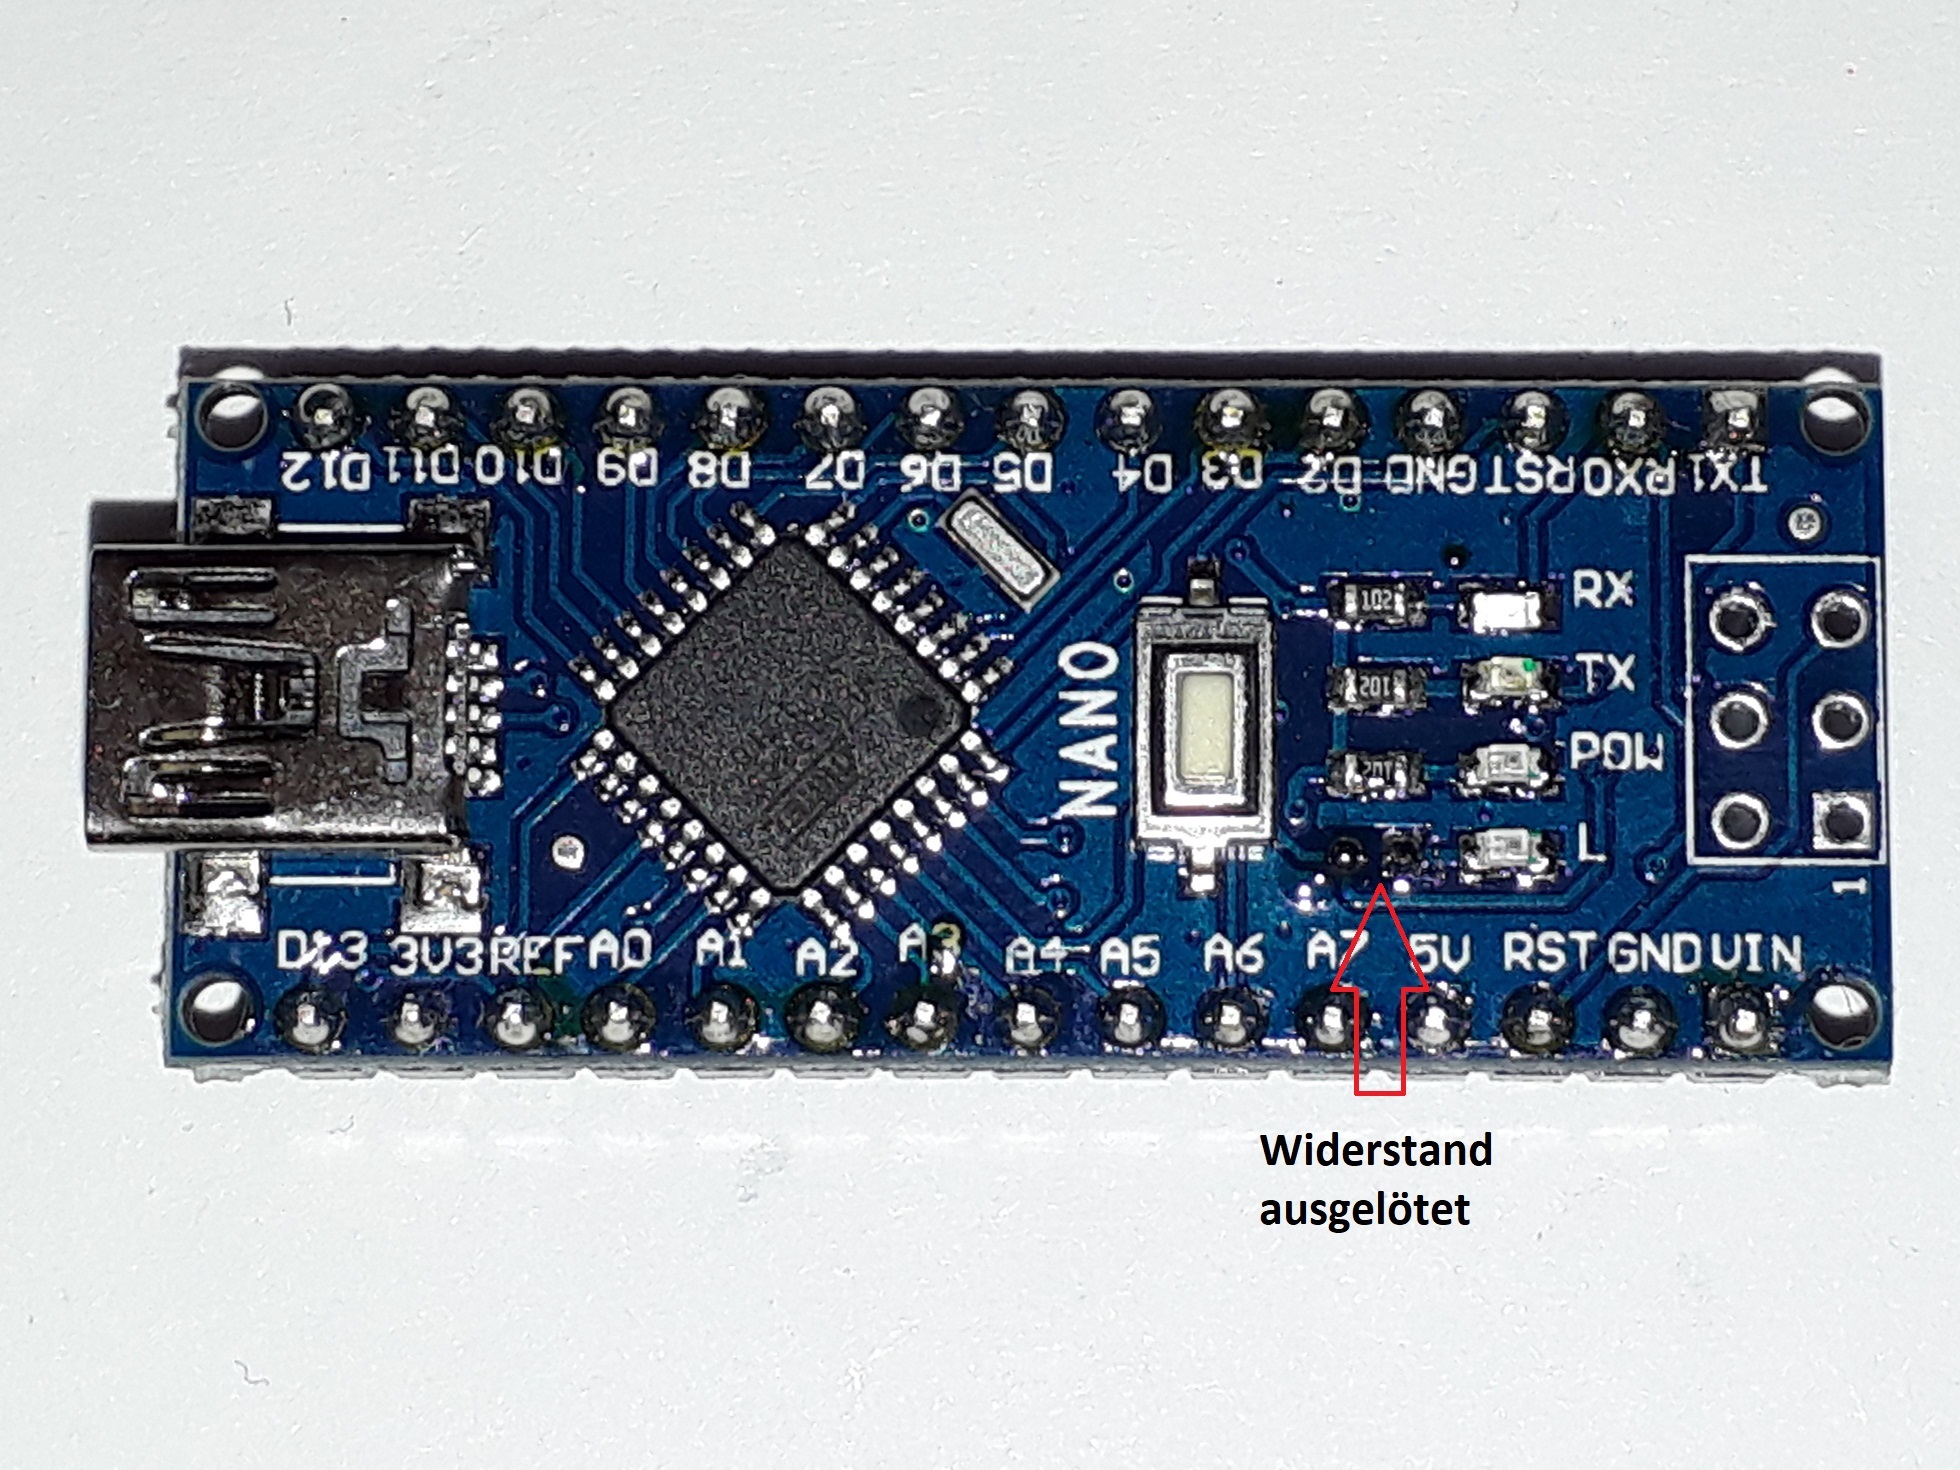 D12 D11 D10 D9 D8 D7 D6 D5 D4 D3 D2 GND RST RX0 TX1
RX
102
TX
201
POW
L
NANO
1
D13 3V3 REF A0 A1 A2 A3 A4 A5 A6 A7 5V RST GND VIN
Widerstand
ausgelötet